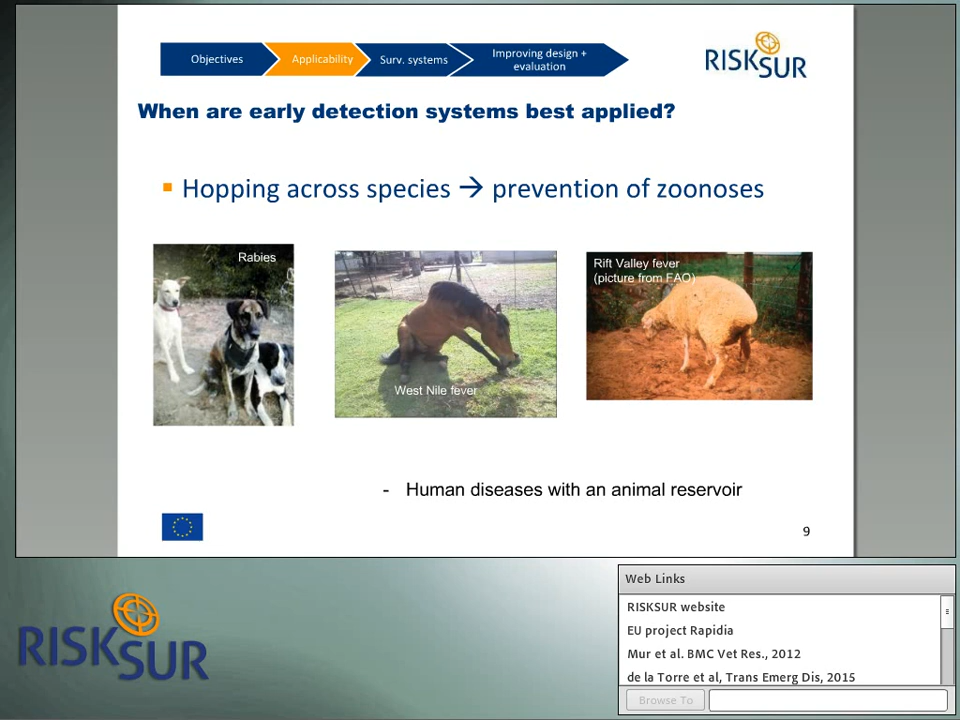 Objectives
Applicability
Surv. systems
Improving design +
evaluation
RISKSUR
When are early detection systems best applied?
▪ Hopping across species → prevention of zoonoses
Rabies
West Nile fever
Rift Valley fever
(picture from FAO)
- Human diseases with an animal reservoir
9
RISKSUR
Web Links
RISKSUR website
EU project Rapidia
Mur et al. BMC Vet Res., 2012
de la Torre et al, Trans Emerg Dis, 2015
Browse To